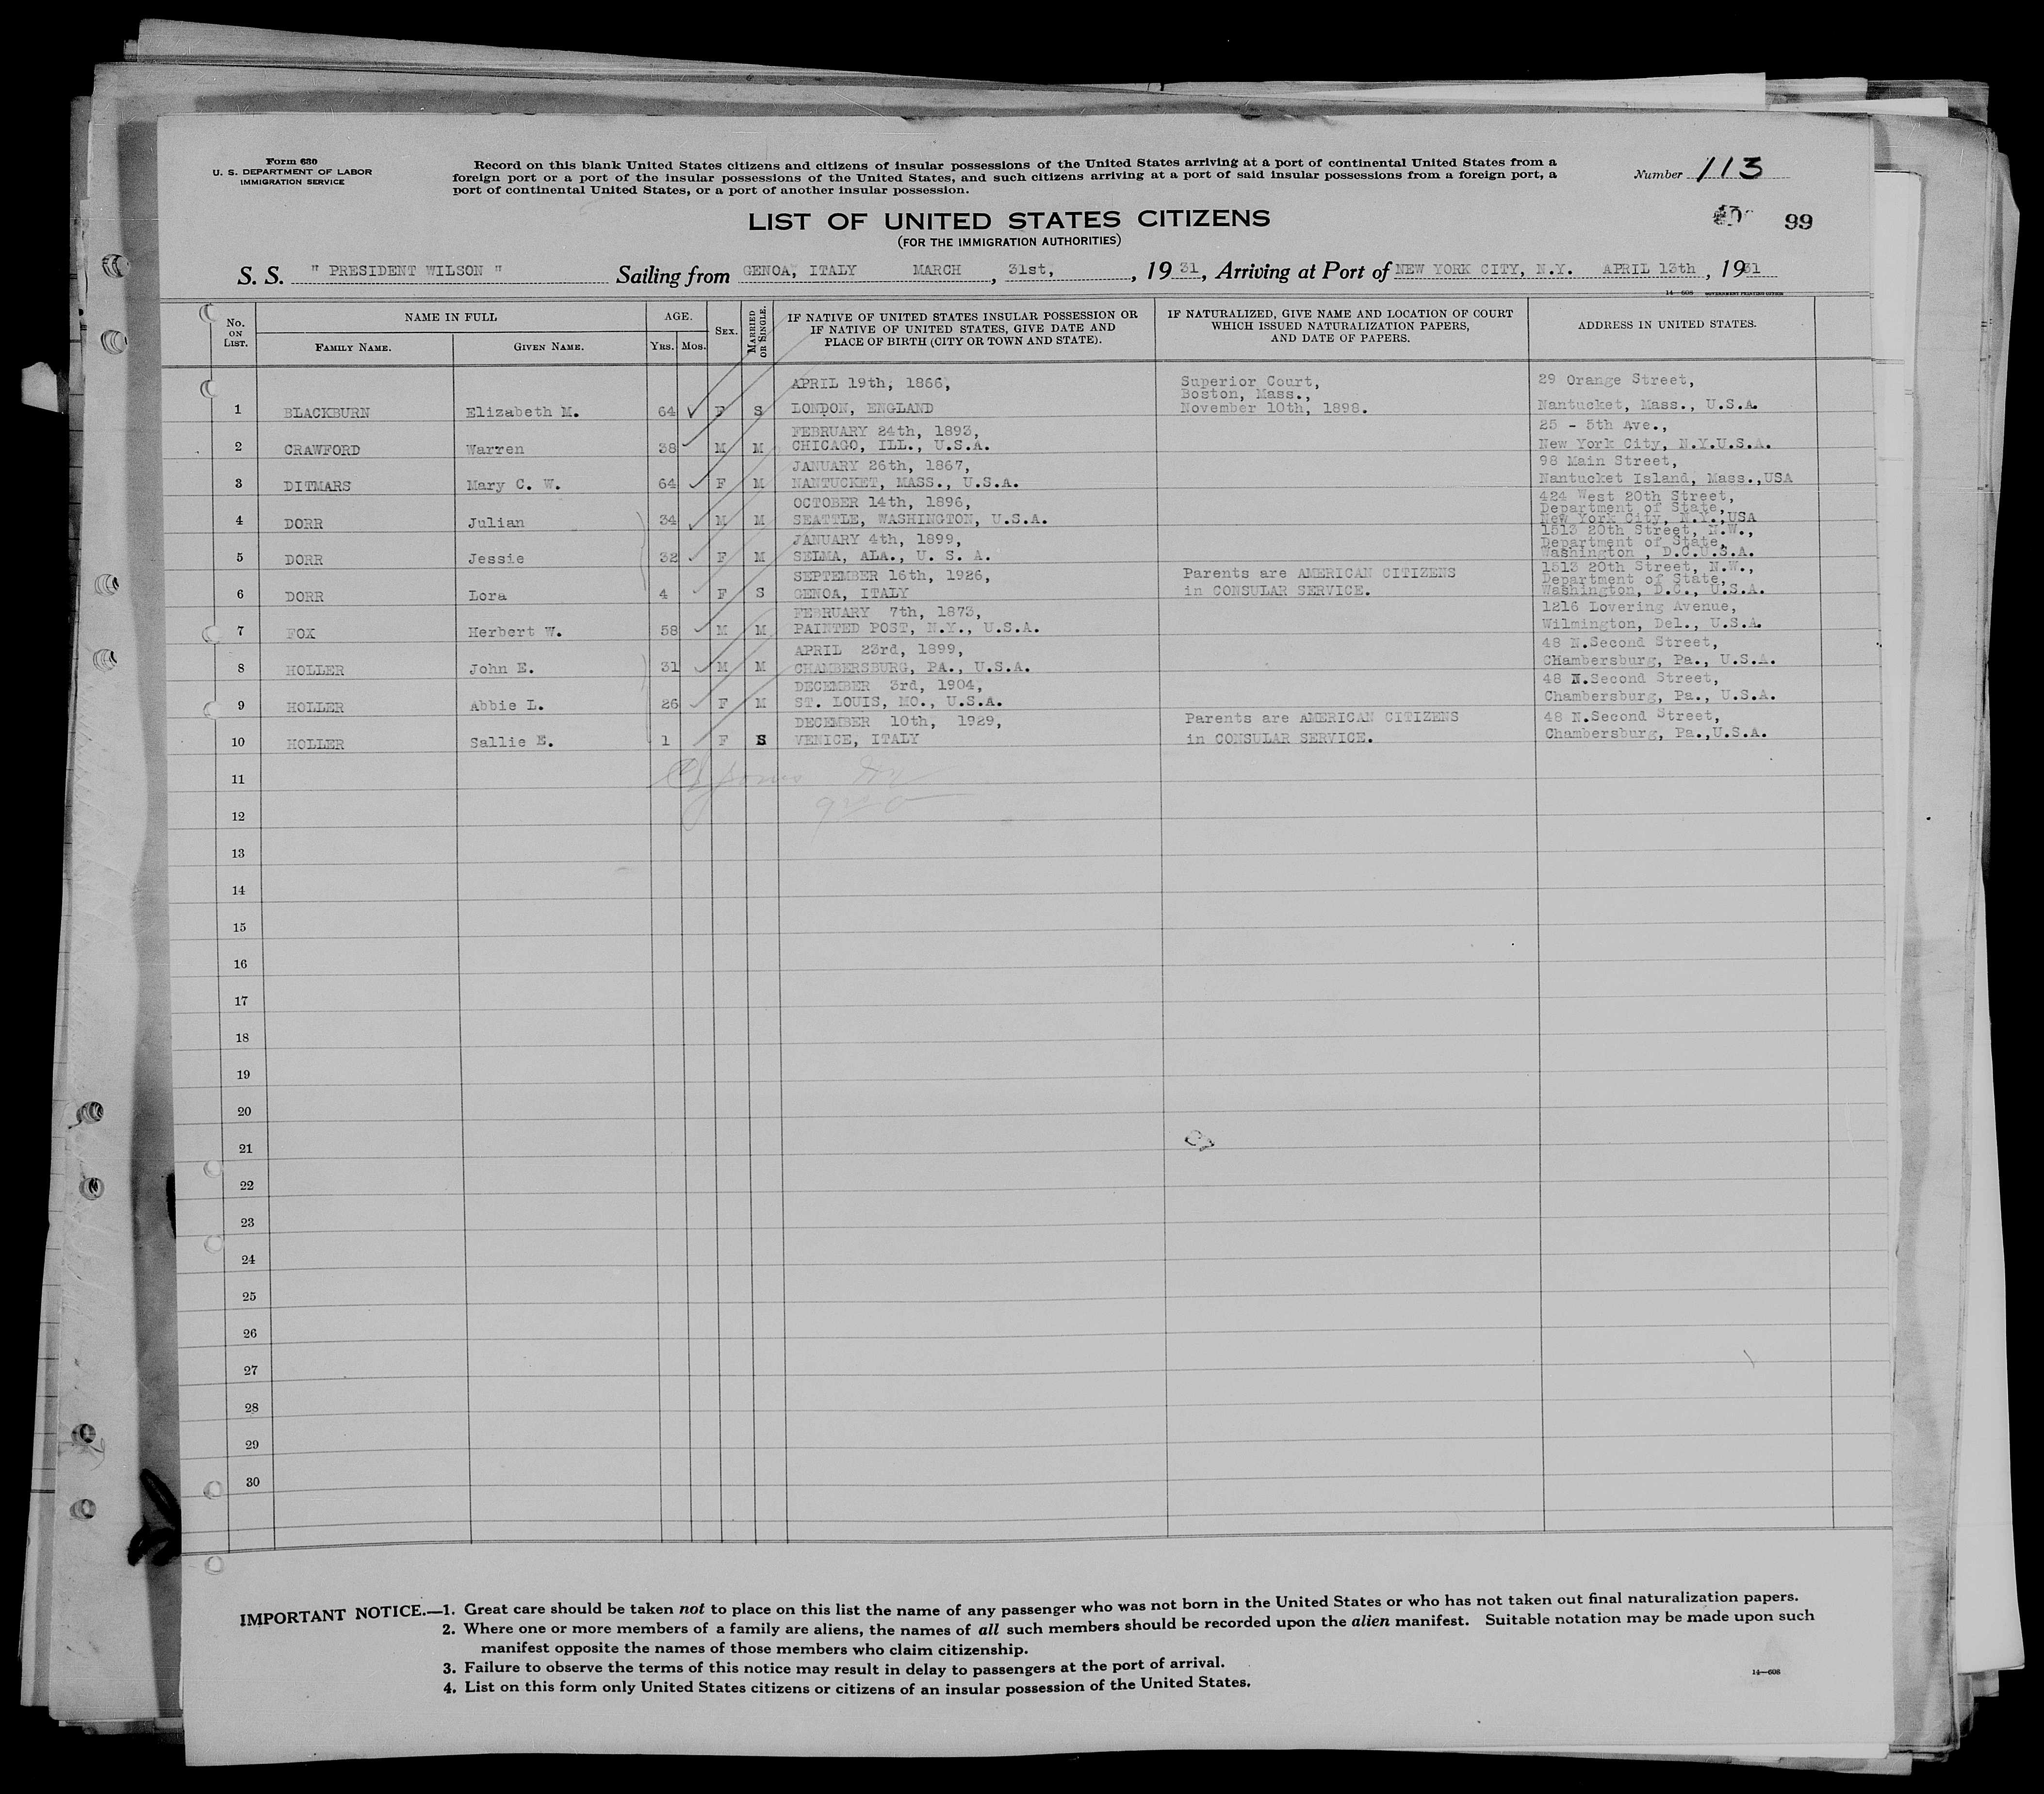 Form 630
U. S. DEPARTMENT OF LABOR
IMMIGRATION SERVICE
Record on this blank United States citizens and citizens of insular possessions of the United States arriving at a port of continental United States from a
foreign port or a port of the insular possessions of the United States, and such citizens arriving at a port of said insular possessions from a foreign port, a
port of continental United States, or a port of another insular possession.
Number 113
99
LIST OF UNITED STATES CITIZENS
(FOR THE IMMIGRATION AUTHORITIES)
S. S. " PRESIDENT WILSON " Sailing from GENOA, ITALY MARCH , 31st, , 1931, Arriving at Port of NEW YORK CITY, N.Y. APRIL 13th , 1931
14—608 GOVERNMENT PRINTING OFFICE
No. ON LIST.
NAME IN FULL
FAMILY NAME. GIVEN NAME.
AGE.
YRS. MOS.
SEX.
MARRIED OR SINGLE.
IF NATIVE OF UNITED STATES INSULAR POSSESSION OR
IF NATIVE OF UNITED STATES, GIVE DATE AND
PLACE OF BIRTH (CITY OR TOWN AND STATE).
IF NATURALIZED, GIVE NAME AND LOCATION OF COURT
WHICH ISSUED NATURALIZATION PAPERS,
AND DATE OF PAPERS.
ADDRESS IN UNITED STATES.
APRIL 19th, 1866, Superior Court, 29 Orange Street,
Boston, Mass.,
1 BLACKBURN Elizabeth M. 64 F S LONDON, ENGLAND November 10th, 1898. Nantucket, Mass., U.S.A.
FEBRUARY 24th, 1893, 25 - 5th Ave.,
2 CRAWFORD Warren 38 M M CHICAGO, ILL., U.S.A. New York City, N.Y.U.S.A.
JANUARY 26th, 1867, 98 Main Street,
3 DITMARS Mary C. W. 64 F M NANTUCKET, MASS., U.S.A. Nantucket Island, Mass.,USA
OCTOBER 14th, 1896, 424 West 20th Street,
Department of State,
4 DORR Julian 34 M M SEATTLE, WASHINGTON, U.S.A. New York City, N.Y.,USA
JANUARY 4th, 1899, 1513 20th Street, N.W.,
Department of State,
5 DORR Jessie 32 F M SELMA, ALA., U. S. A. Washington , D.C.U.S.A.
SEPTEMBER 16th, 1926, Parents are AMERICAN CITIZENS 1513 20th Street, N.W.,
Department of State,
6 DORR Lora 4 F S GENOA, ITALY in CONSULAR SERVICE. Washington, D.C., U.S.A.
FEBRUARY 7th, 1873, 1216 Lovering Avenue,
7 FOX Herbert W. 58 M M PAINTED POST, N.Y., U.S.A. Wilmington, Del., U.S.A.
APRIL 23rd, 1899, 48 N.Second Street,
8 HOLLER John E. 31 M M CHAMBERSBURG, PA., U.S.A. CHambersburg, Pa., U.S.A.
DECEMBER 3rd, 1904, 48 N.Second Street,
9 HOLLER Abbie L. 26 F M ST. LOUIS, MO., U.S.A. Chambersburg, Pa., U.S.A.
DECEMBER 10th, 1929, Parents are AMERICAN CITIZENS 48 N.Second Street,
10 HOLLER Sallie E. 1 F S VENICE, ITALY in CONSULAR SERVICE. Chambersburg, Pa.,U.S.A.
11
12
13
14
15
16
17
18
19
20
21
22
23
24
25
26
27
28
29
30
IMPORTANT NOTICE.—1. Great care should be taken not to place on this list the name of any passenger who was not born in the United States or who has not taken out final naturalization papers.
2. Where one or more members of a family are aliens, the names of all such members should be recorded upon the alien manifest. Suitable notation may be made upon such
manifest opposite the names of those members who claim citizenship.
3. Failure to observe the terms of this notice may result in delay to passengers at the port of arrival.
4. List on this form only United States citizens or citizens of an insular possession of the United States.
14—608